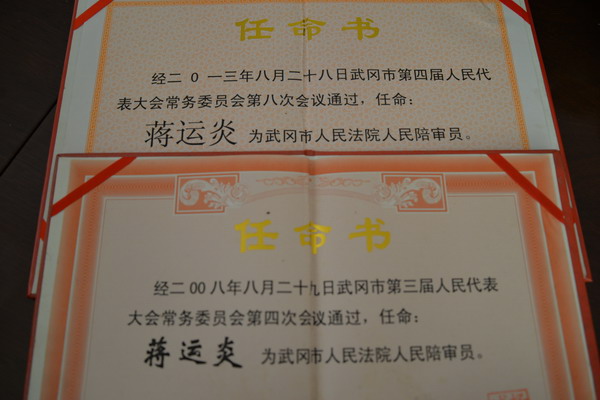 任命书
经二0一三年八月二十八日武冈市第四届人民代
表大会常务委员会第八次会议通过，任命：
蒋运炎 为武冈市人民法院人民陪审员。
任命书
经二00八年八月二十九日武冈市第三届人民代表
大会常务委员会第四次会议通过，任命：
蒋运炎 为武冈市人民法院人民陪审员。